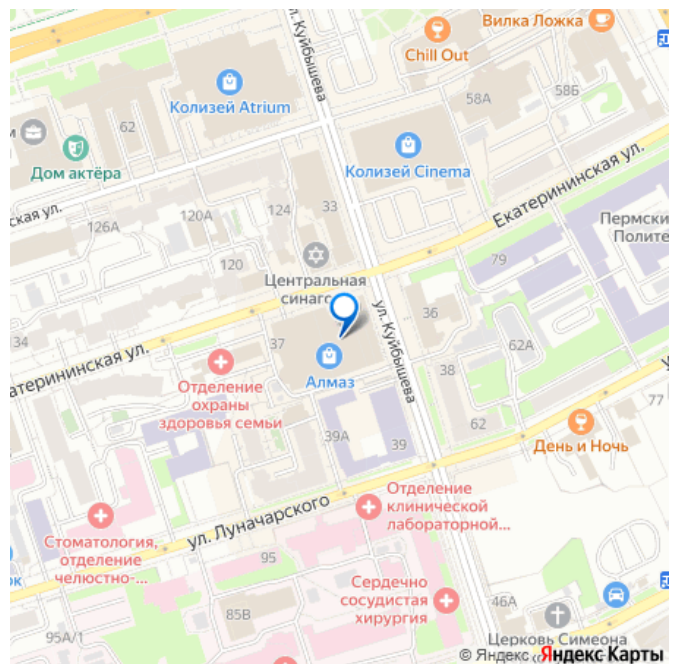 Вилка Ложка
Chill Out
ул. Куйбышева
Колизей Atrium
58Б
58А
62
Дом актёра
Колизей Cinema
Екатерининская ул.
ская ул.
126А
120А
124
33
Пермски
Полите
79
120
Центральная
синаго
ул. Куйбышева
36
34
37
62А
атерининская ул.
Алмаз
38
Отделение
охраны
здоровья семьи
77
62
39А
39
День и Ночь
Отделение
клинической
лабораторной...
ул. Луначарского
Стоматология,
отделение
челюстно-...
95
Сердечно
сосудистая
хирургия
46А
85В
95А/1
Церковь Симеона
© Яндекс
Яндекс Карты